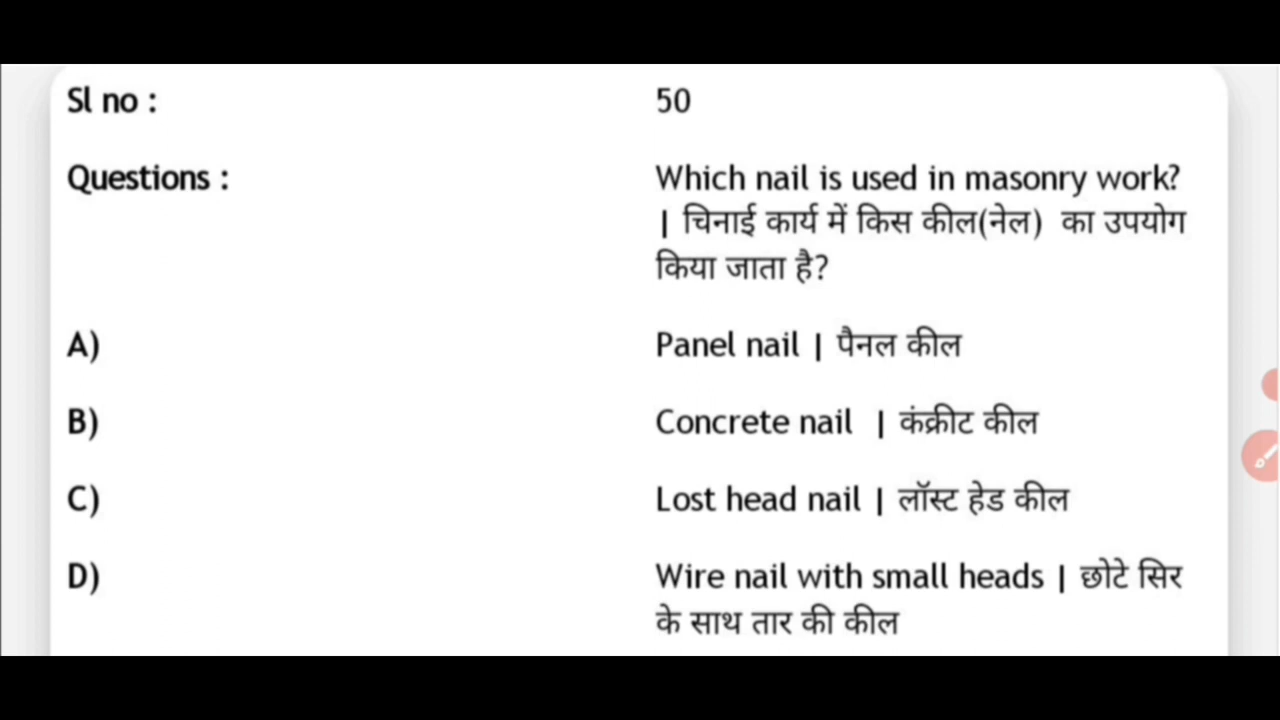 Sl no : 50
Questions : Which nail is used in masonry work?
| चिनाई कार्य में किस कील(नेल) का उपयोग
किया जाता है?
A) Panel nail | पैनल कील
B) Concrete nail | कंक्रीट कील
C) Lost head nail | लॉस्ट हेड कील
D) Wire nail with small heads | छोटे सिर
के साथ तार की कील